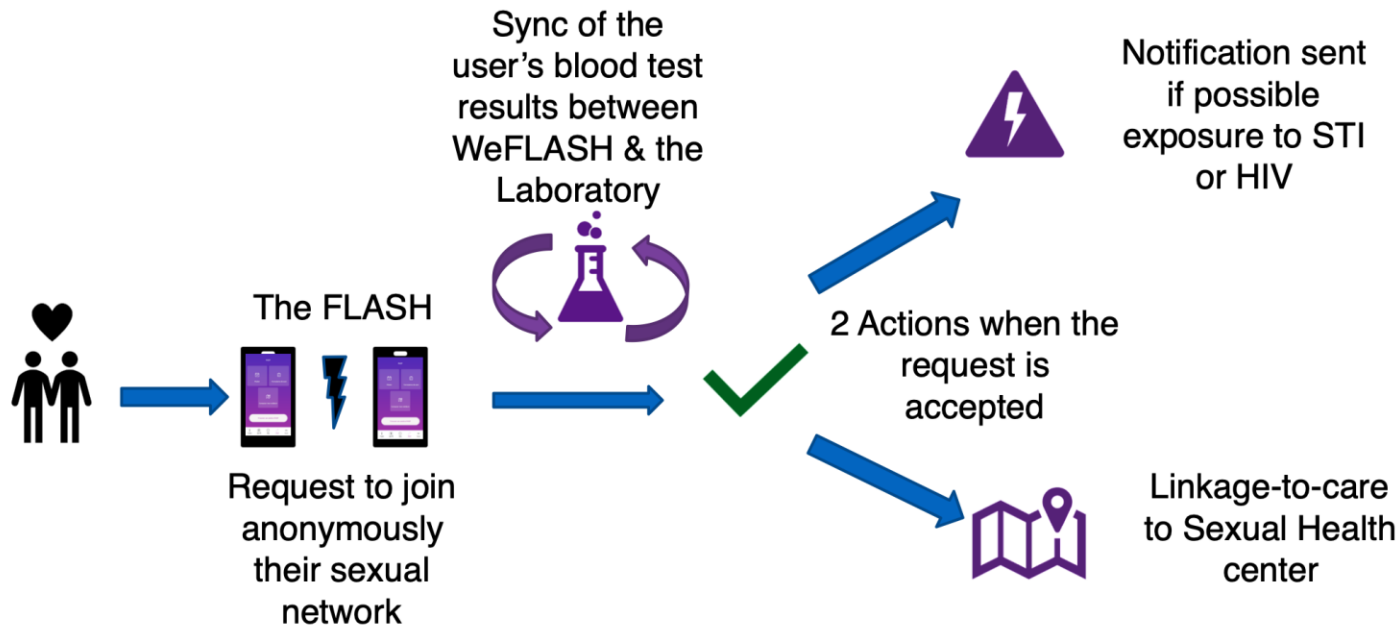 Sync of the
user’s blood test
results between
WeFLASH & the
Laboratory
Notification sent
if possible
exposure to STI
or HIV
The FLASH
2 Actions when the
request is
accepted
Request to join
anonymously
their sexual
network
Linkage-to-care
to Sexual Health
center